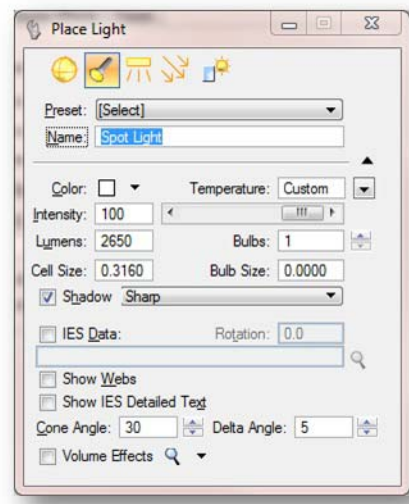 Place Light
Preset: [Select]
Name: Spot Light
Color: Temperature: Custom
Intensity: 100
Lumens: 2650 Bulbs: 1
Cell Size: 0.3160 Bulb Size: 0.0000
Shadow Sharp
IES Data: Rotation: 0.0
Show Webs
Show IES Detailed Text
Cone Angle: 30 Delta Angle: 5
Volume Effects